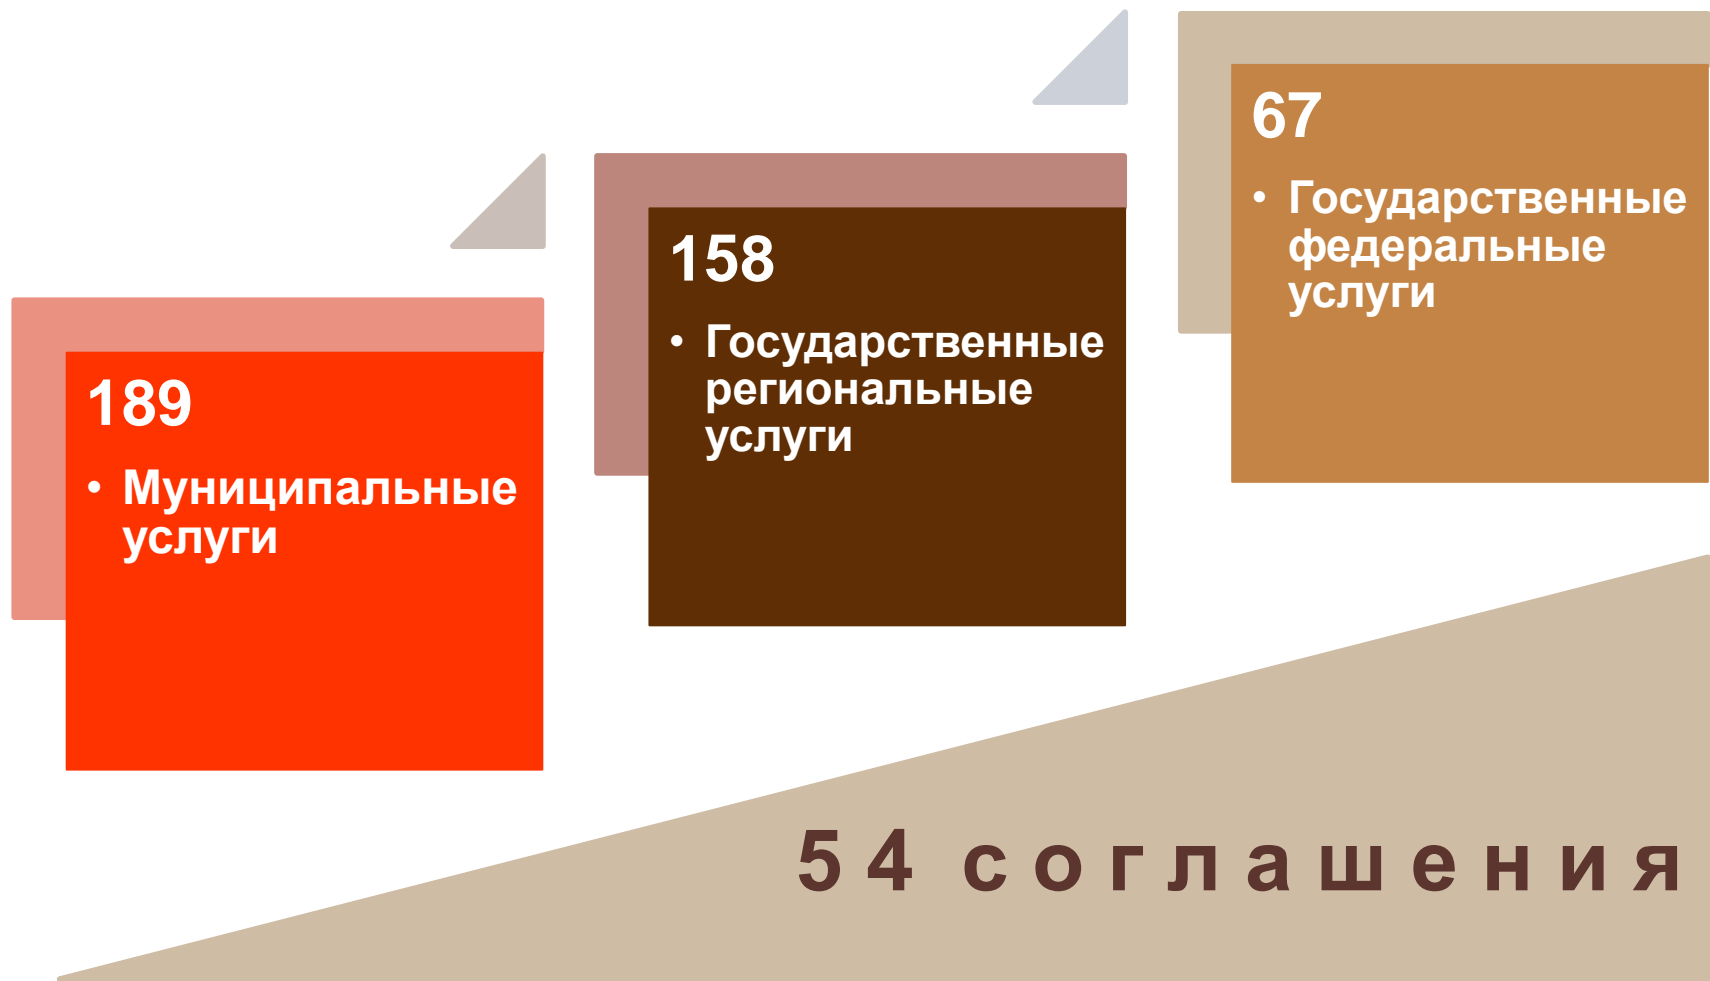 189
• Муниципальные
услуги
158
• Государственные
региональные
услуги
67
• Государственные
федеральные
услуги
54 соглашения